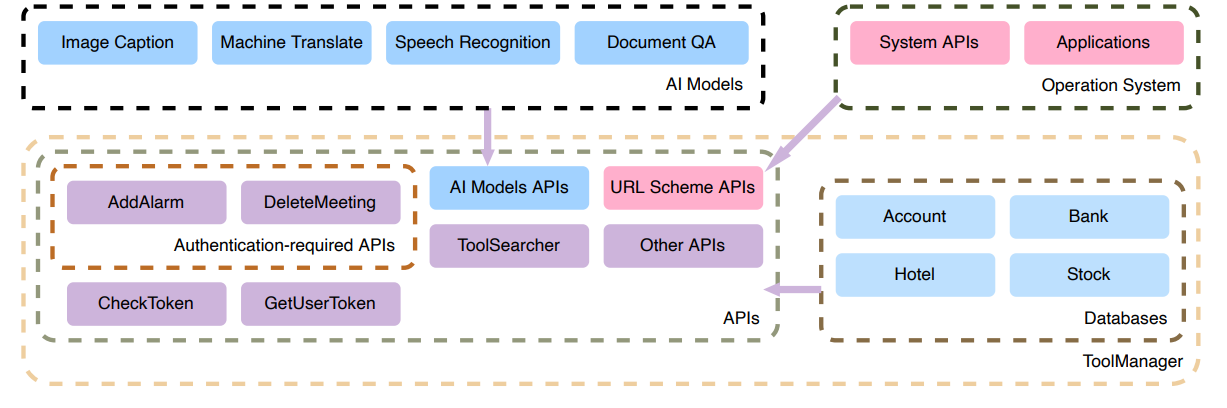 Image Caption
Machine Translate
Speech Recognition
Document QA
AI Models
System APIs
Applications
Operation System
AddAlarm
DeleteMeeting
Authentication-required APIs
CheckToken
GetUserToken
AI Models APIs
URL Scheme APIs
ToolSearcher
Other APIs
APIs
Account
Bank
Hotel
Stock
Databases
ToolManager